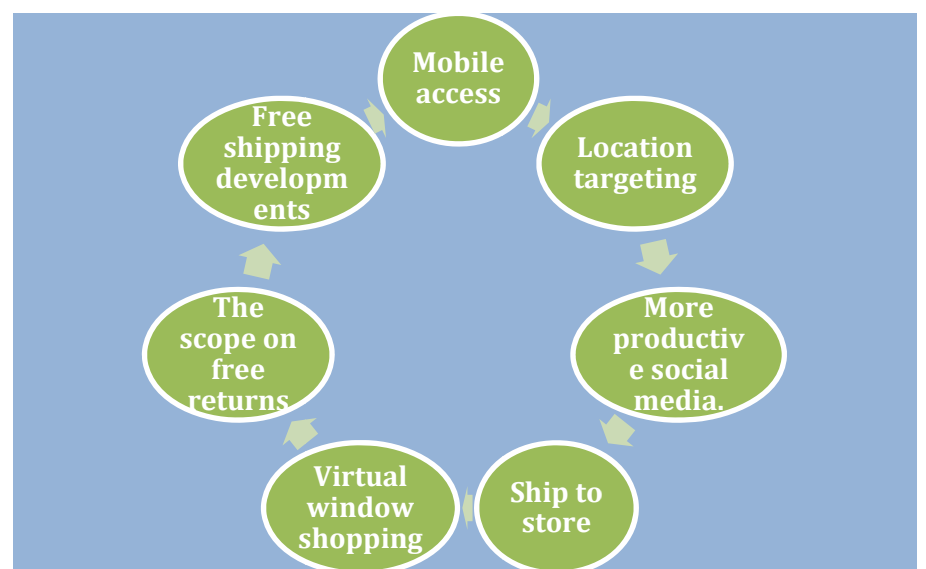 Mobile
access
Location
targeting
More
productiv
e social
media.
Ship to
store
Virtual
window
shopping
The
scope on
free
returns
Free
shipping
developm
ents